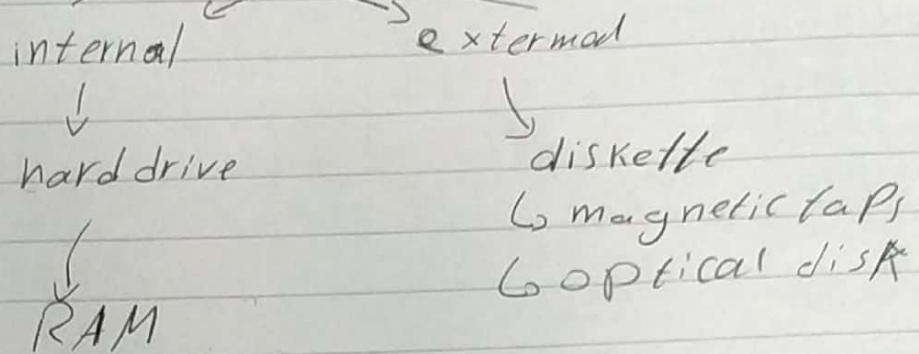 internal extermal
hard drive diskette
↳ magnetic taps
↳ optical disk
RAM